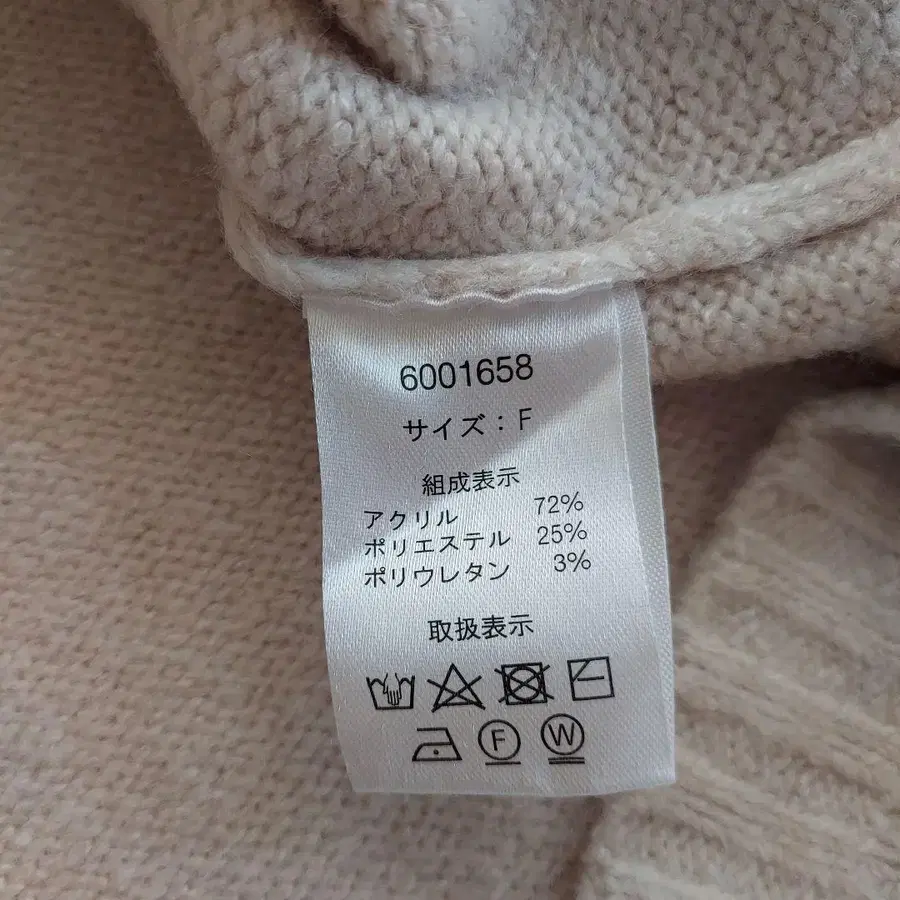 6001658
サイズ：F
組成表示
アクリル 72%
ポリエステル 25%
ポリウレタン 3%
取扱表示
F W